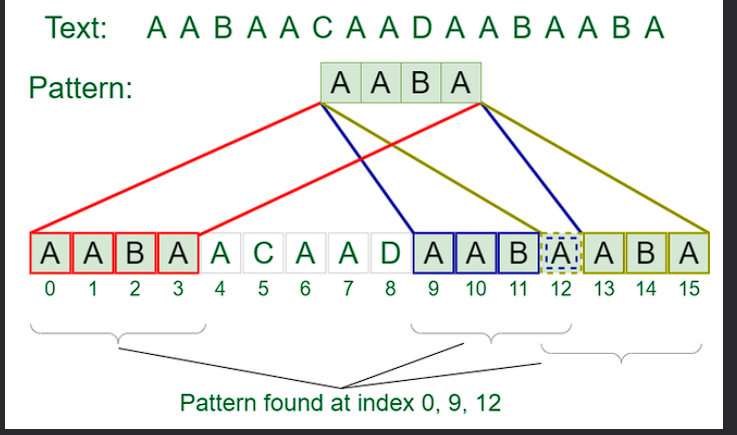 Text: A A B A A C A A D A A B A A B A
Pattern: A A B A
A A B A A C A A D A A B A A B A
0 1 2 3 4 5 6 7 8 9 10 11 12 13 14 15
Pattern found at index 0, 9, 12